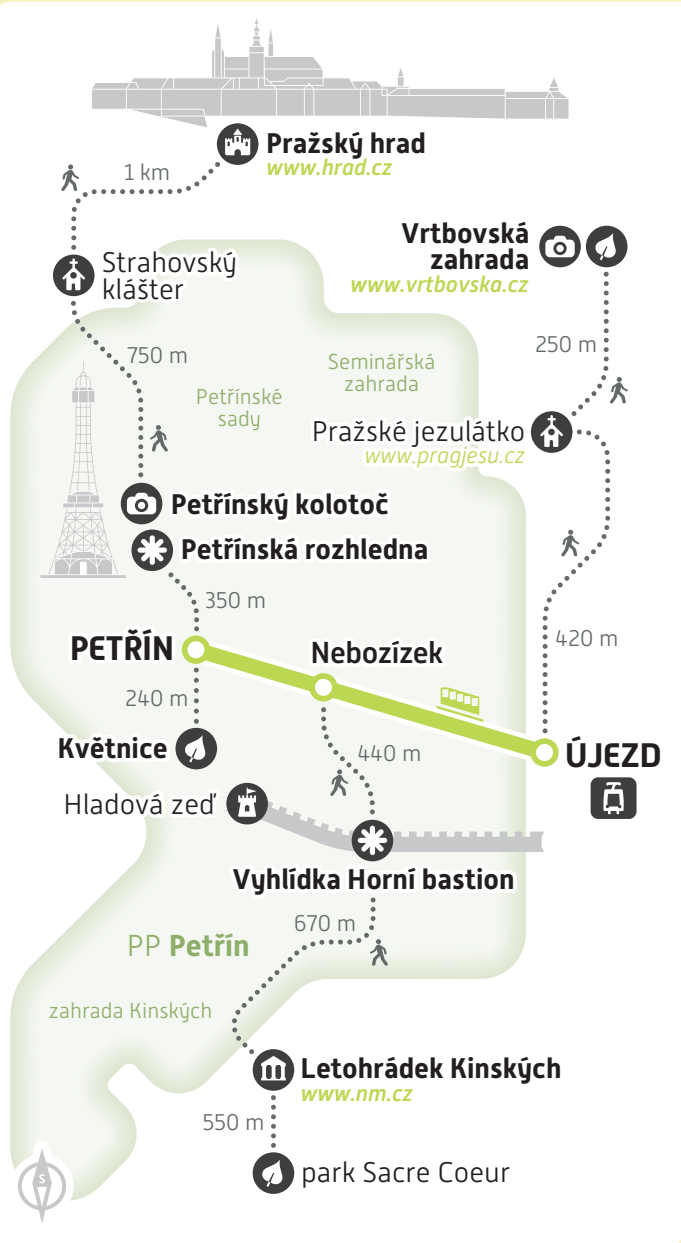 Pražský hrad
www.hrad.cz
1 km
Vrtbovská
zahrada
www.vrtbovska.cz
Strahovský
klášter
250 m
750 m
Seminářská
zahrada
Petřínské
sady
Pražské jezulátko
www.pragjesu.cz
Petřínský kolotoč
Petřínská rozhledna
350 m
420 m
PETŘÍN
Nebozízek
240 m
Květnice
440 m
ÚJEZD
Hladová zeď
Vyhlídka Horní bastion
670 m
PP Petřín
zahrada Kinských
Letohrádek Kinských
www.nm.cz
550 m
park Sacre Coeur
S